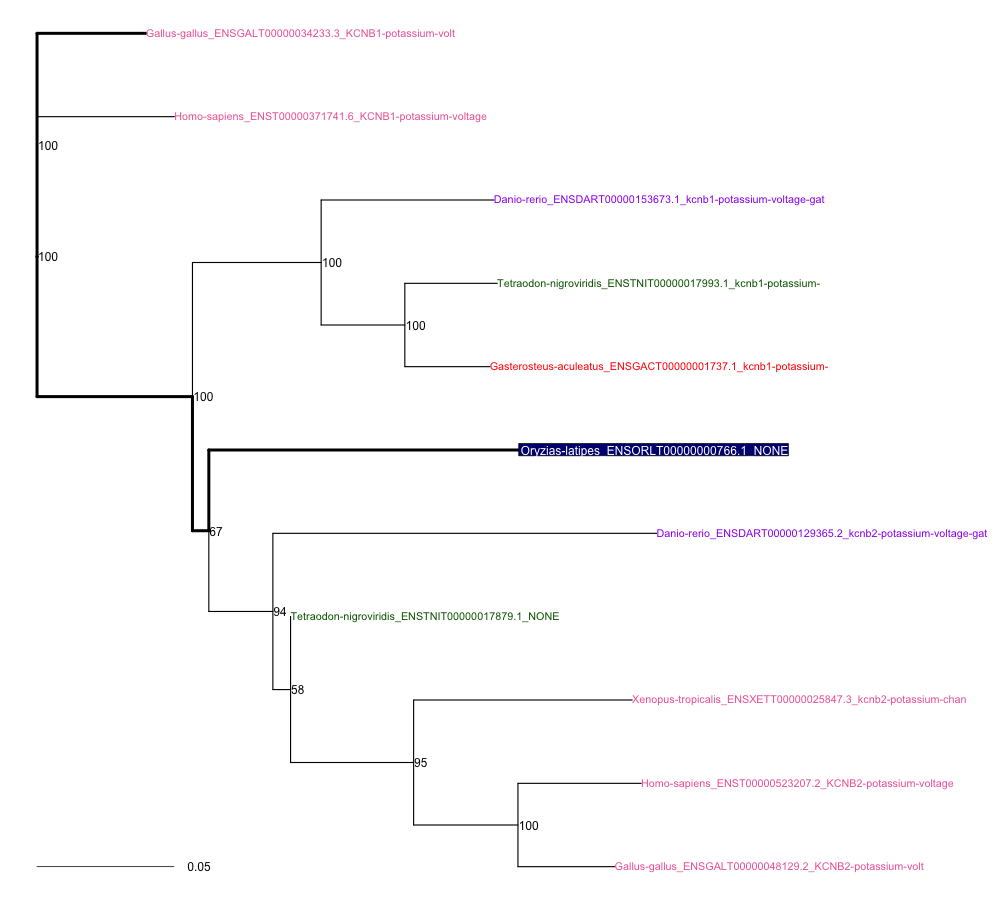 Gallus-gallus_ENSGALT00000034233.3_KCNB1-potassium-volt
Homo-sapiens_ENST00000371741.6_KCNB1-potassium-voltage
100
Danio-rerio_ENSDART00000153673.1_kcnb1-potassium-voltage-gat
100
100
Tetraodon-nigroviridis_ENSTNIT00000017993.1_kcnb1-potassium-
100
Gasterosteus-aculeatus_ENSGACT00000001737.1_kcnb1-potassium-
100
Oryzias-latipes_ENSORLT00000000766.1_NONE
67
Danio-rerio_ENSDART00000129365.2_kcnb2-potassium-voltage-gat
94
Tetraodon-nigroviridis_ENSTNIT00000017879.1_NONE
58
Xenopus-tropicalis_ENSXETT00000025847.3_kcnb2-potassium-chan
95
Homo-sapiens_ENST00000523207.2_KCNB2-potassium-voltage
100
Gallus-gallus_ENSGALT00000048129.2_KCNB2-potassium-volt
0.05